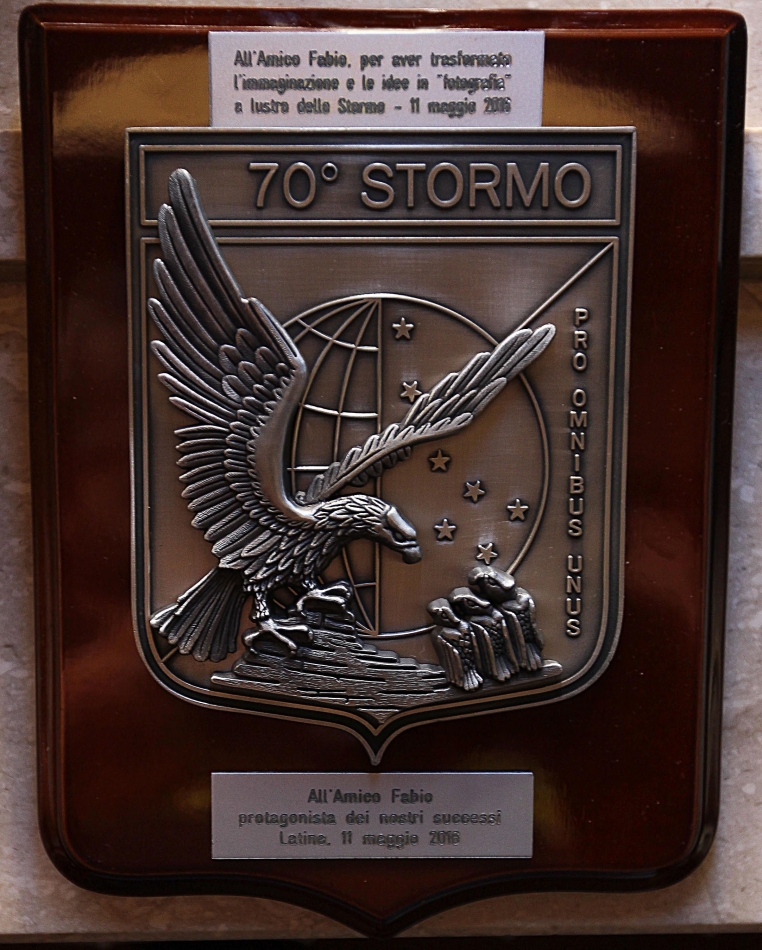 All'Amico Fabio, per aver trasformato
l'immaginazione e le idee in "fotografia"
a lustro dello Stormo - 11 maggio 2016
70° STORMO
PRO OMNIBUS UNUS
All'Amico Fabio
protagonista dei nostri successi
Latina, 11 maggio 2016